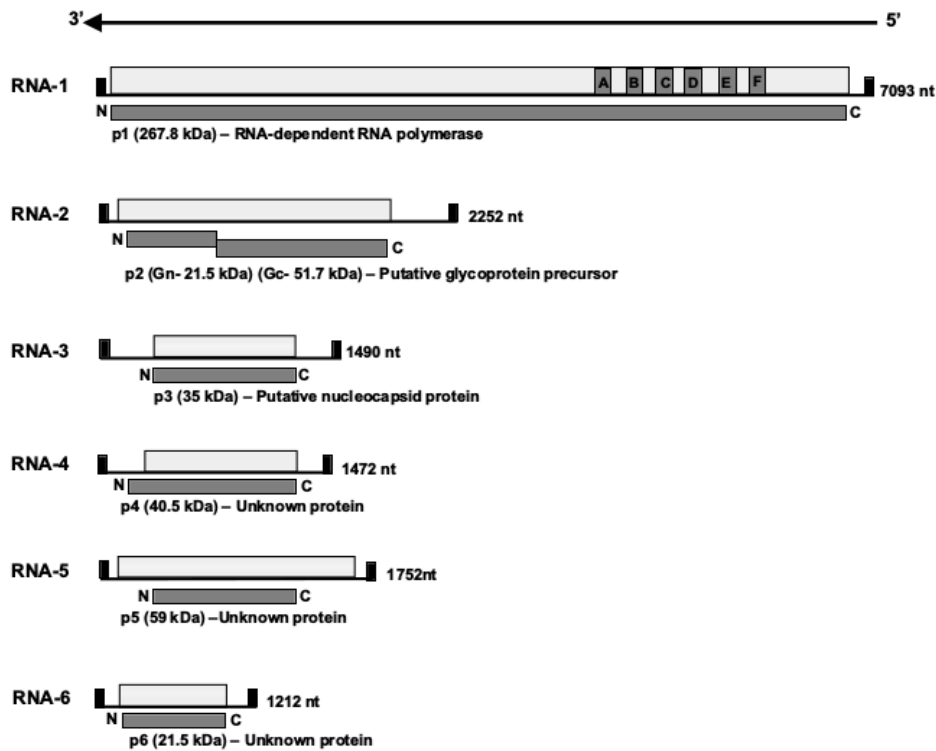 3’ 5’
RNA-1 A B C D E F 7093 nt
N C
p1 (267.8 kDa) – RNA-dependent RNA polymerase
RNA-2 2252 nt
N C
p2 (Gn- 21.5 kDa) (Gc- 51.7 kDa) – Putative glycoprotein precursor
RNA-3 1490 nt
N C
p3 (35 kDa) – Putative nucleocapsid protein
RNA-4 1472 nt
N C
p4 (40.5 kDa) – Unknown protein
RNA-5 1752nt
N C
p5 (59 kDa) –Unknown protein
RNA-6 1212 nt
N C
p6 (21.5 kDa) – Unknown protein